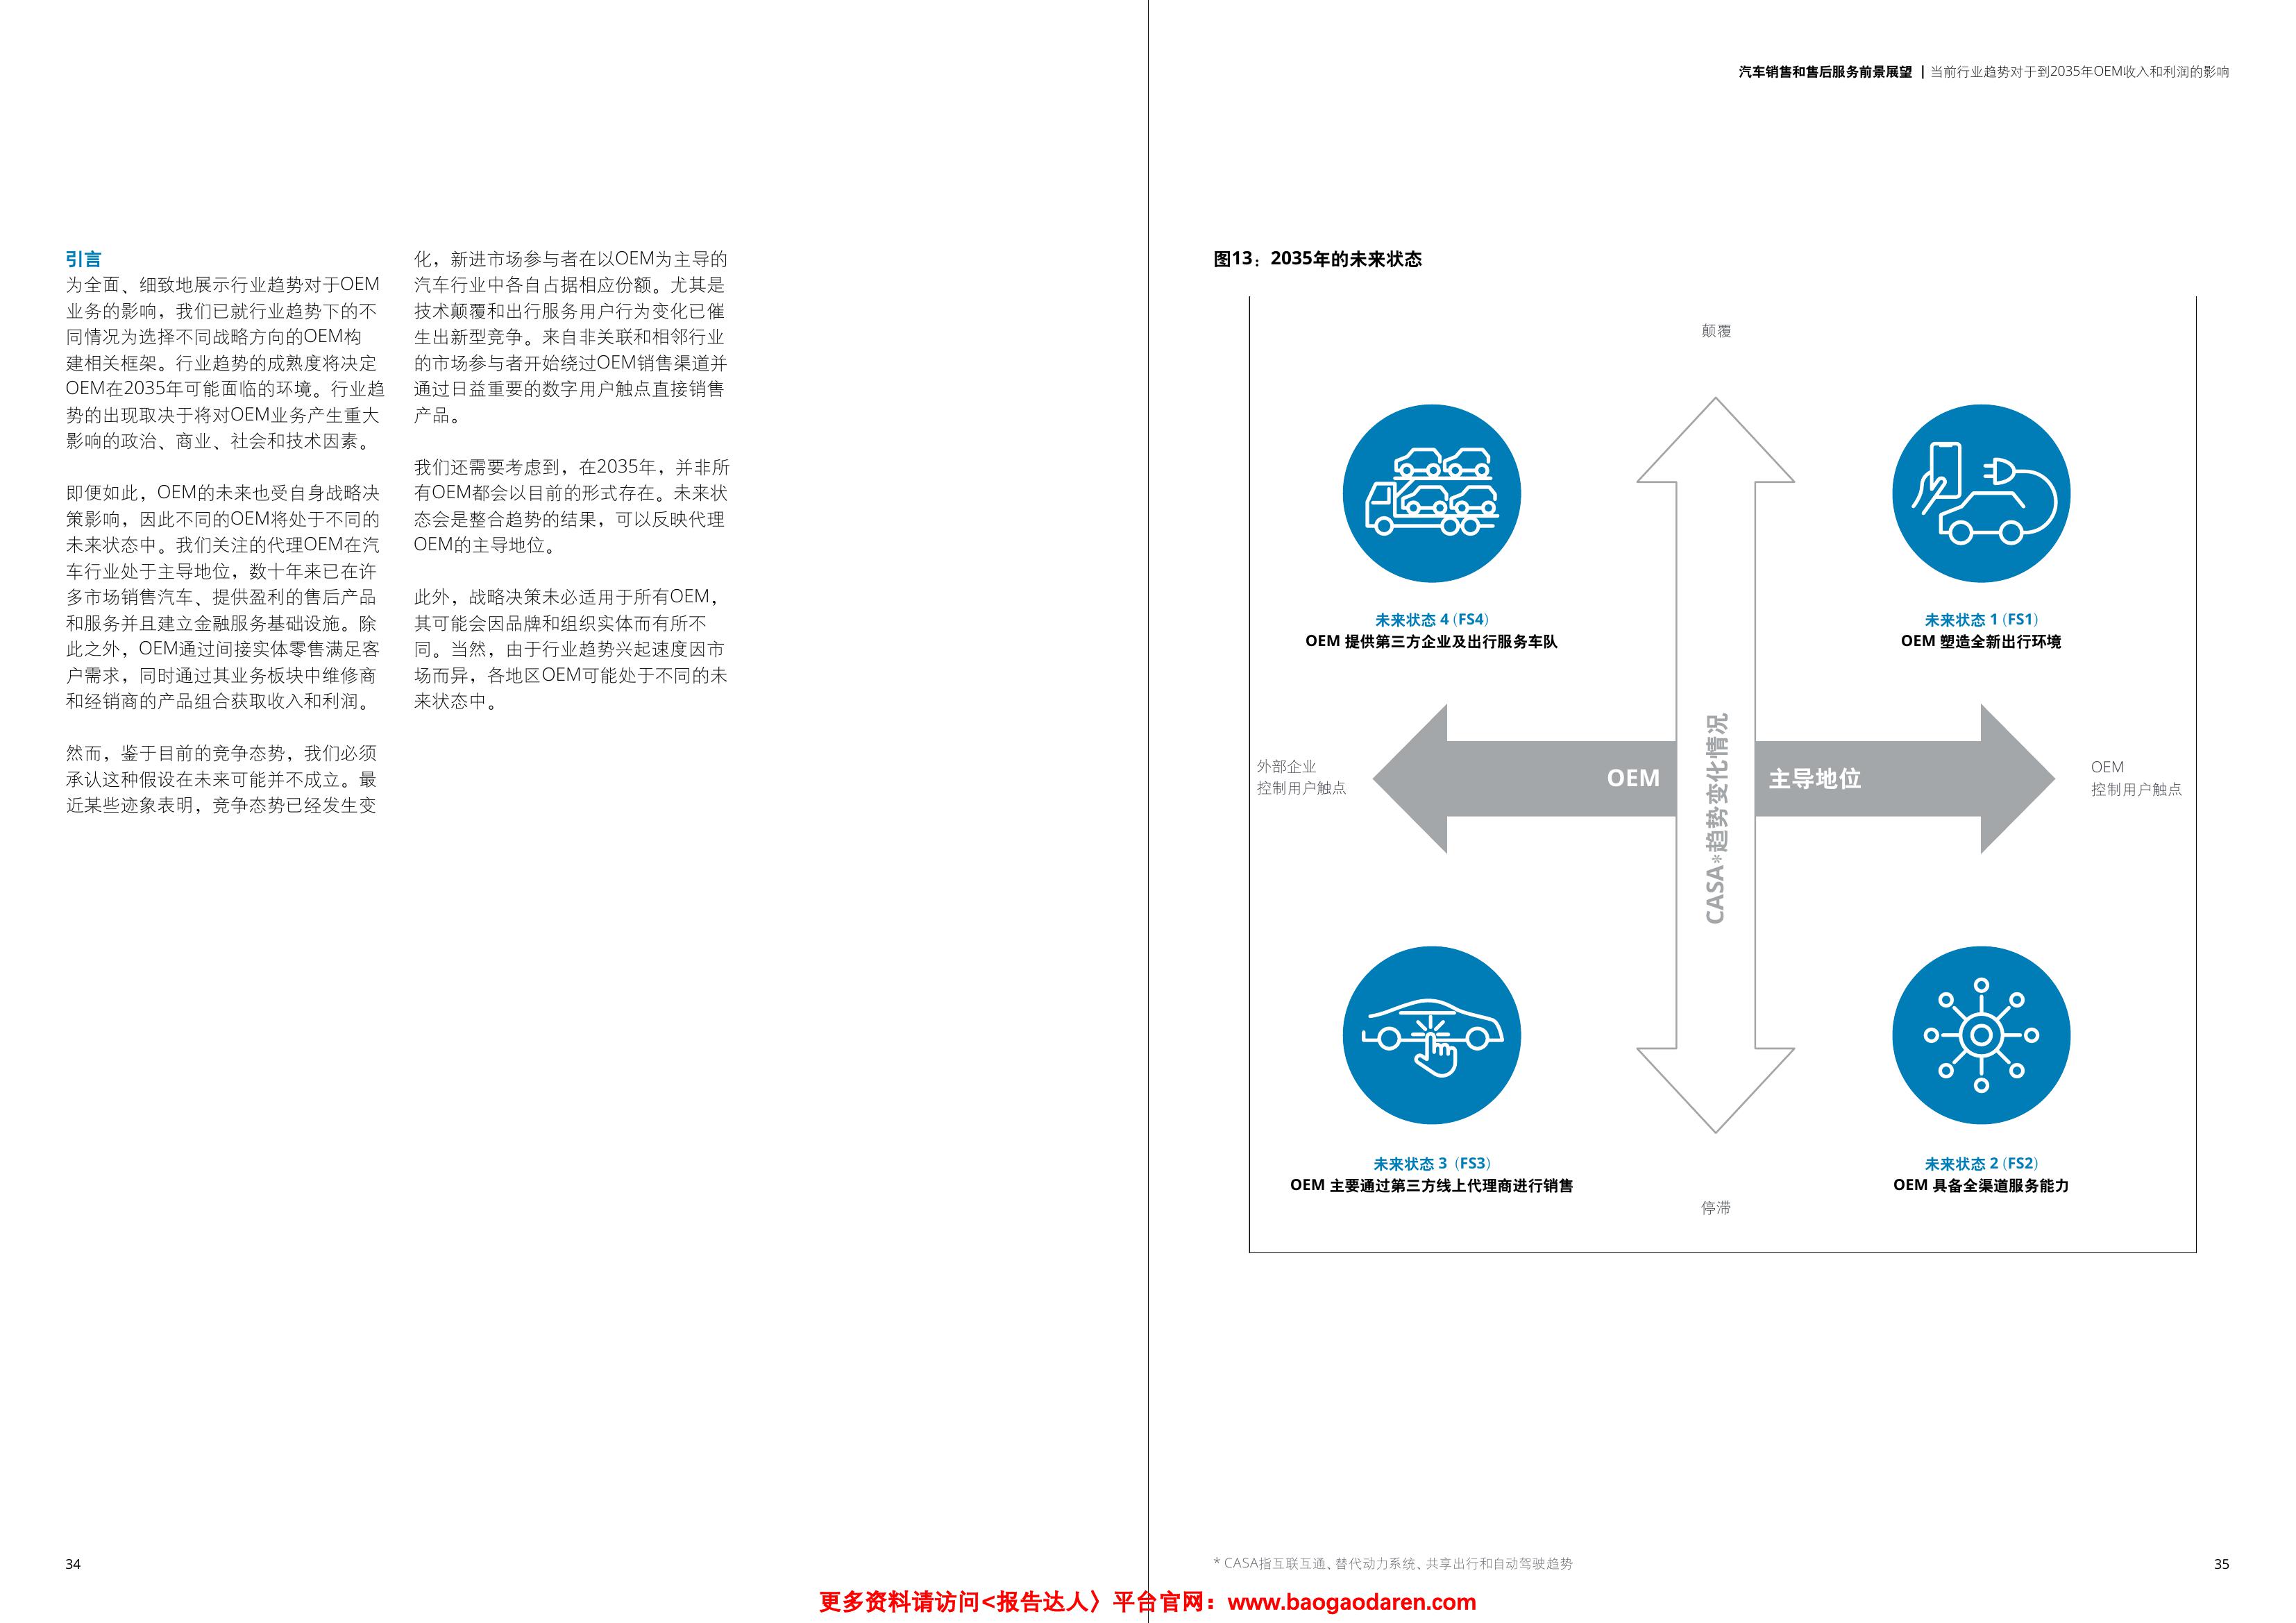 汽车销售和售后服务前景展望 | 当前行业趋势对于到2035年OEM收入和利润的影响
引言
为全面、细致地展示行业趋势对于OEM
业务的影响，我们已就行业趋势下的不
同情况为选择不同战略方向的OEM构
建相关框架。行业趋势的成熟度将决定
OEM在2035年可能面临的环境。行业趋
势的出现取决于将对OEM业务产生重大
影响的政治、商业、社会和技术因素。
即便如此，OEM的未来也受自身战略决
策影响，因此不同的OEM将处于不同的
未来状态中。我们关注的代理OEM在汽
车行业处于主导地位，数十年来已在许
多市场销售汽车、提供盈利的售后产品
和服务并且建立金融服务基础设施。除
此之外，OEM通过间接实体零售满足客
户需求，同时通过其业务板块中维修商
和经销商的产品组合获取收入和利润。
然而，鉴于目前的竞争态势，我们必须
承认这种假设在未来可能并不成立。最
近某些迹象表明，竞争态势已经发生变
化，新进市场参与者在以OEM为主导的
汽车行业中各自占据相应份额。尤其是
技术颠覆和出行服务用户行为变化已催
生出新型竞争。来自非关联和相邻行业
的市场参与者开始绕过OEM销售渠道并
通过日益重要的数字用户触点直接销售
产品。
我们还需要考虑到，在2035年，并非所
有OEM都会以目前的形式存在。未来状
态会是整合趋势的结果，可以反映代理
OEM的主导地位。
此外，战略决策未必适用于所有OEM，
其可能会因品牌和组织实体而有所不
同。当然，由于行业趋势兴起速度因市
场而异，各地区OEM可能处于不同的未
来状态中。
图13：2035年的未来状态
颠覆
未来状态 4 (FS4)
OEM 提供第三方企业及出行服务车队
未来状态 1 (FS1)
OEM 塑造全新出行环境
外部企业
控制用户触点
OEM 主导地位
CASA*趋势变化情况
OEM
控制用户触点
未来状态 3 (FS3)
OEM 主要通过第三方线上代理商进行销售
未来状态 2 (FS2)
OEM 具备全渠道服务能力
停滞
* CASA指互联互通、替代动力系统、共享出行和自动驾驶趋势
34
35
更多资料请访问<报告达人〉平台官网：www.baogaodaren.com